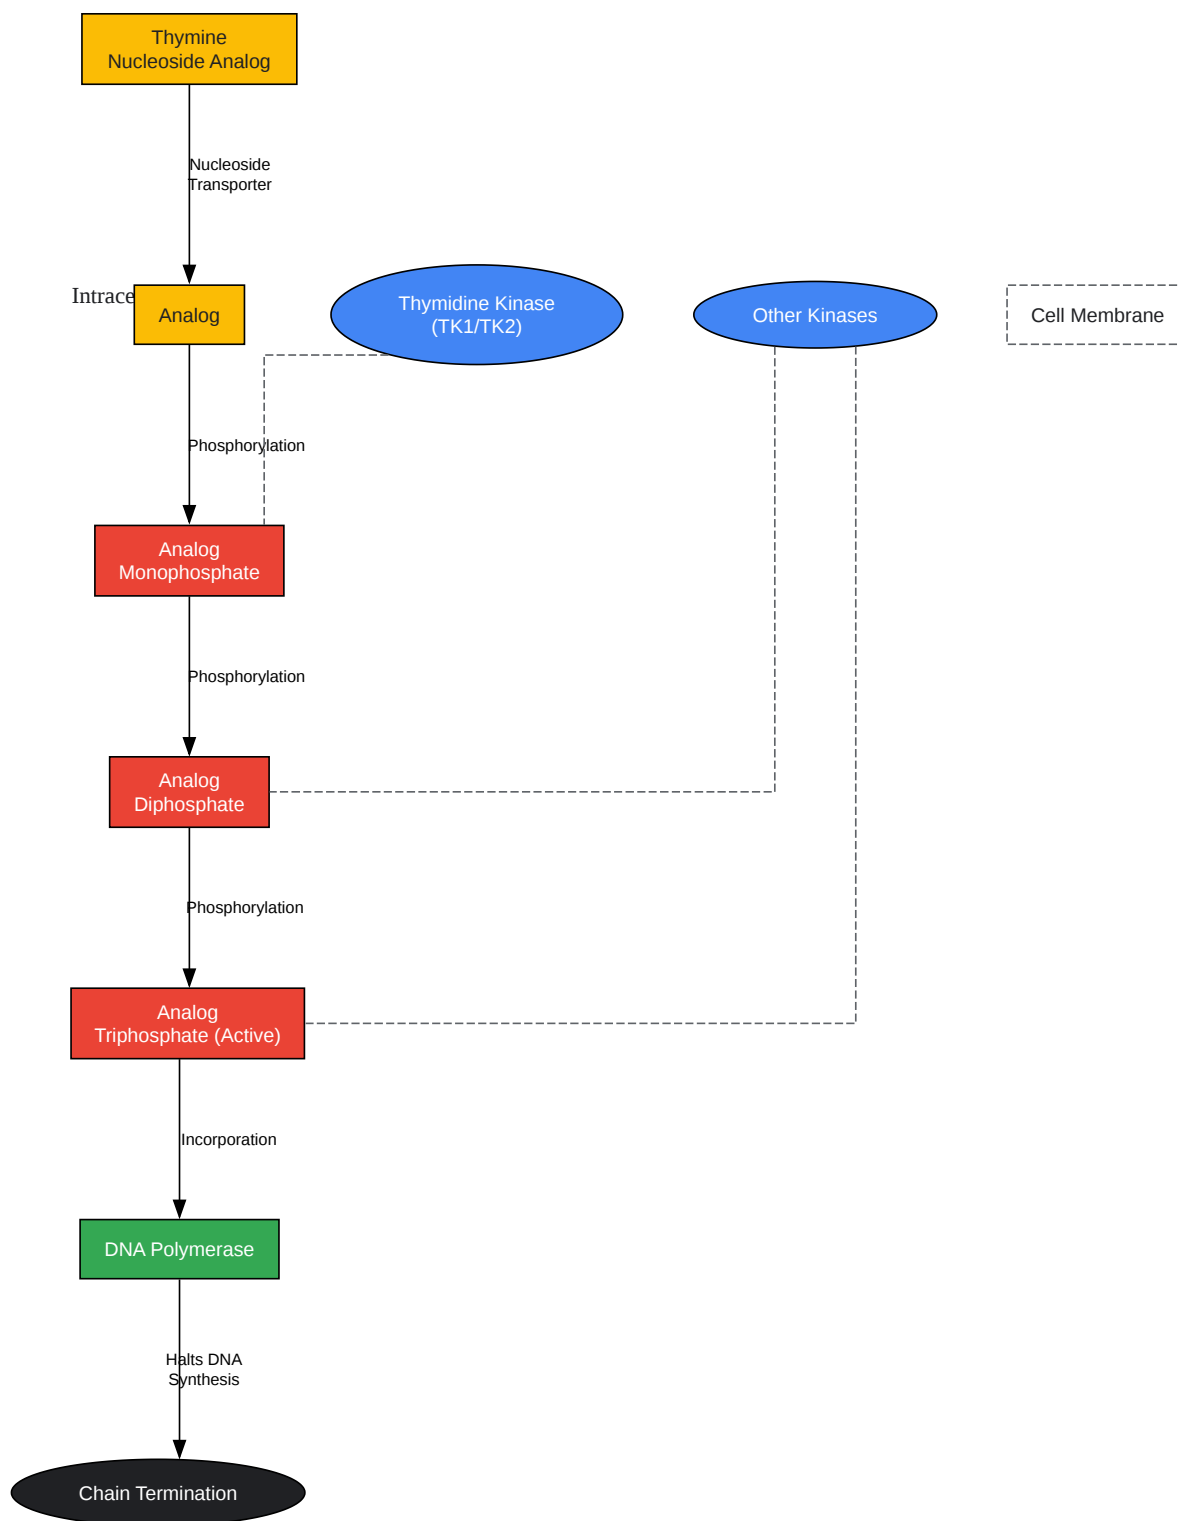 Thymine
Nucleoside Analog
Nucleoside
Transporter
Intrace
Analog
Thymidine Kinase
(TK1/TK2)
Other Kinases
Cell Membrane
Phosphorylation
Analog
Monophosphate
Phosphorylation
Analog
Diphosphate
Phosphorylation
Analog
Triphosphate (Active)
Incorporation
DNA Polymerase
Halts DNA
Synthesis
Chain Termination